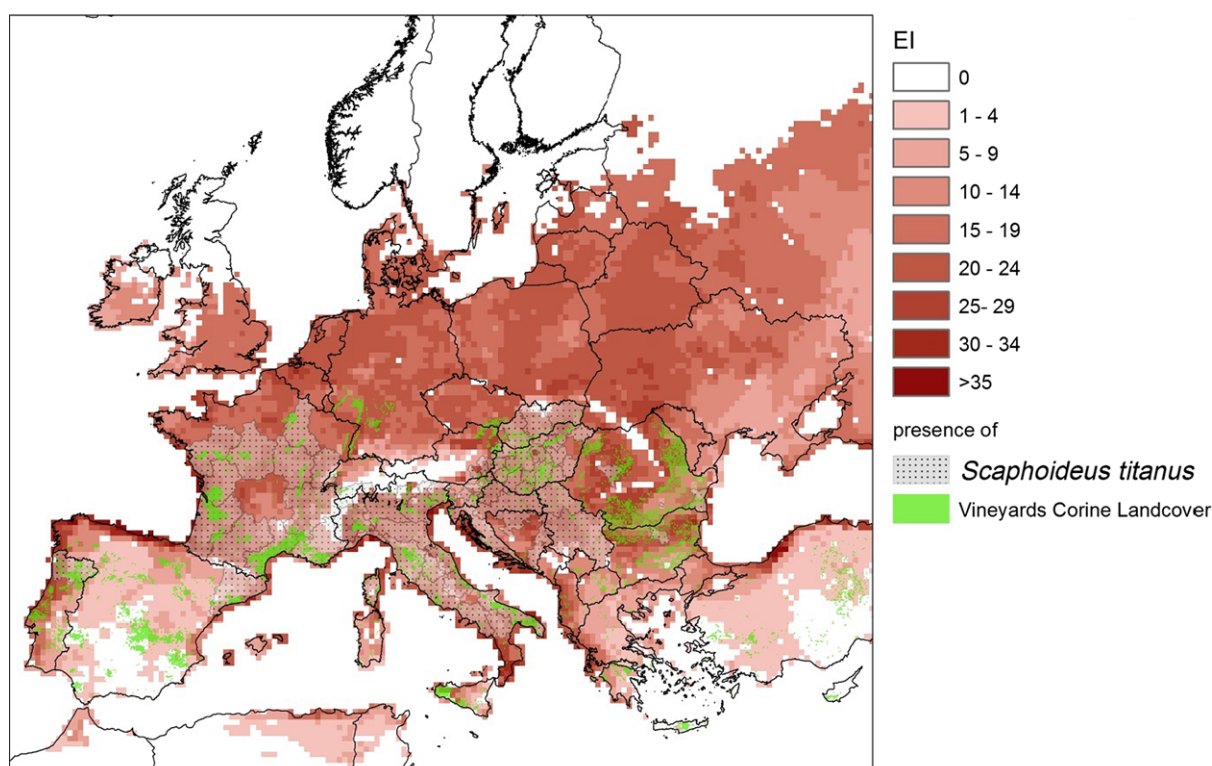 EI
0
1 - 4
5 - 9
10 - 14
15 - 19
20 - 24
25- 29
30 - 34
>35
presence of
Scaphoideus titanus
Vineyards Corine Landcover